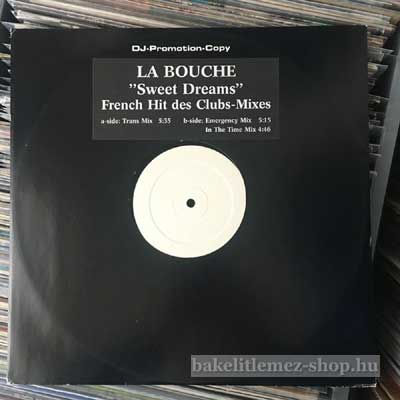 DJ-Promotion-Copy
LA BOUCHE
”Sweet Dreams”
French Hit des Clubs-Mixes
a-side: Trans Mix 5:35 b-side: Emergency Mix 5:15
In The Time Mix 4:46
bakelitlemez-shop.hu